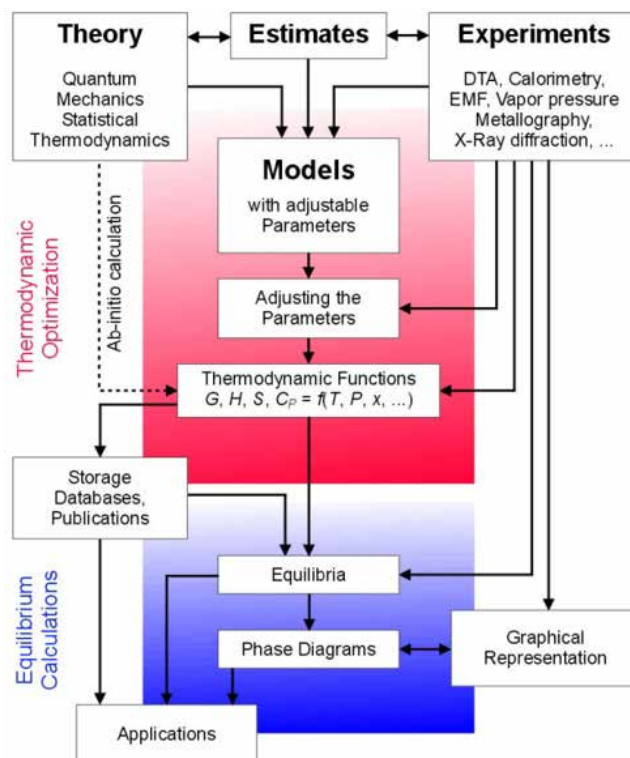 Theory
Quantum
Mechanics
Statistical
Thermodynamics
Estimates
Experiments
DTA, Calorimetry,
EMF, Vapor pressure
Metallography,
X-Ray diffraction, ...
Models
with adjustable
Parameters
Ab-initio calculation
Thermodynamic
Optimization
Adjusting the
Parameters
Thermodynamic Functions
G, H, S, CP = f(T, P, x, ...)
Storage
Databases,
Publications
Equilibrium
Calculations
Equilibria
Phase Diagrams
Graphical
Representation
Applications